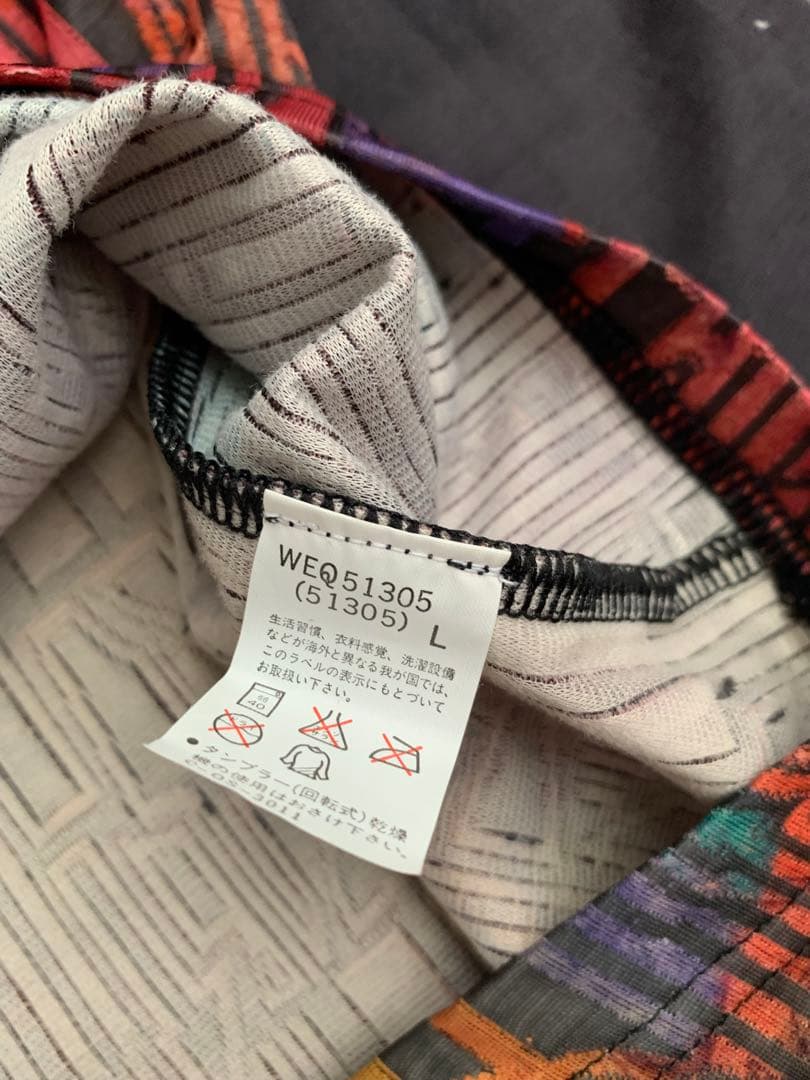 WEQ51305
(51305) L
生活習慣、衣料感覚、洗濯設備
などが海外と異なる我が国では、
このラベルの表示にもとづいて
お取扱い下さい。
40
●タンブラー(回転式)乾燥
機の使用はおさけ下さい。
C-OS-3011